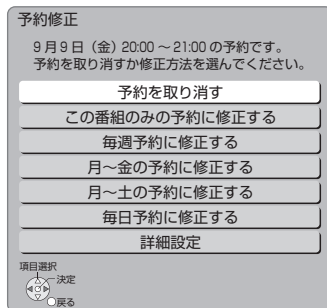 予約修正
9月9日（金）20:00～21:00の予約です。
予約を取り消すか修正方法を選んでください。
予約を取り消す
この番組のみの予約に修正する
毎週予約に修正する
月～金の予約に修正する
月～土の予約に修正する
毎日予約に修正する
詳細設定
項目選択
決定
戻る